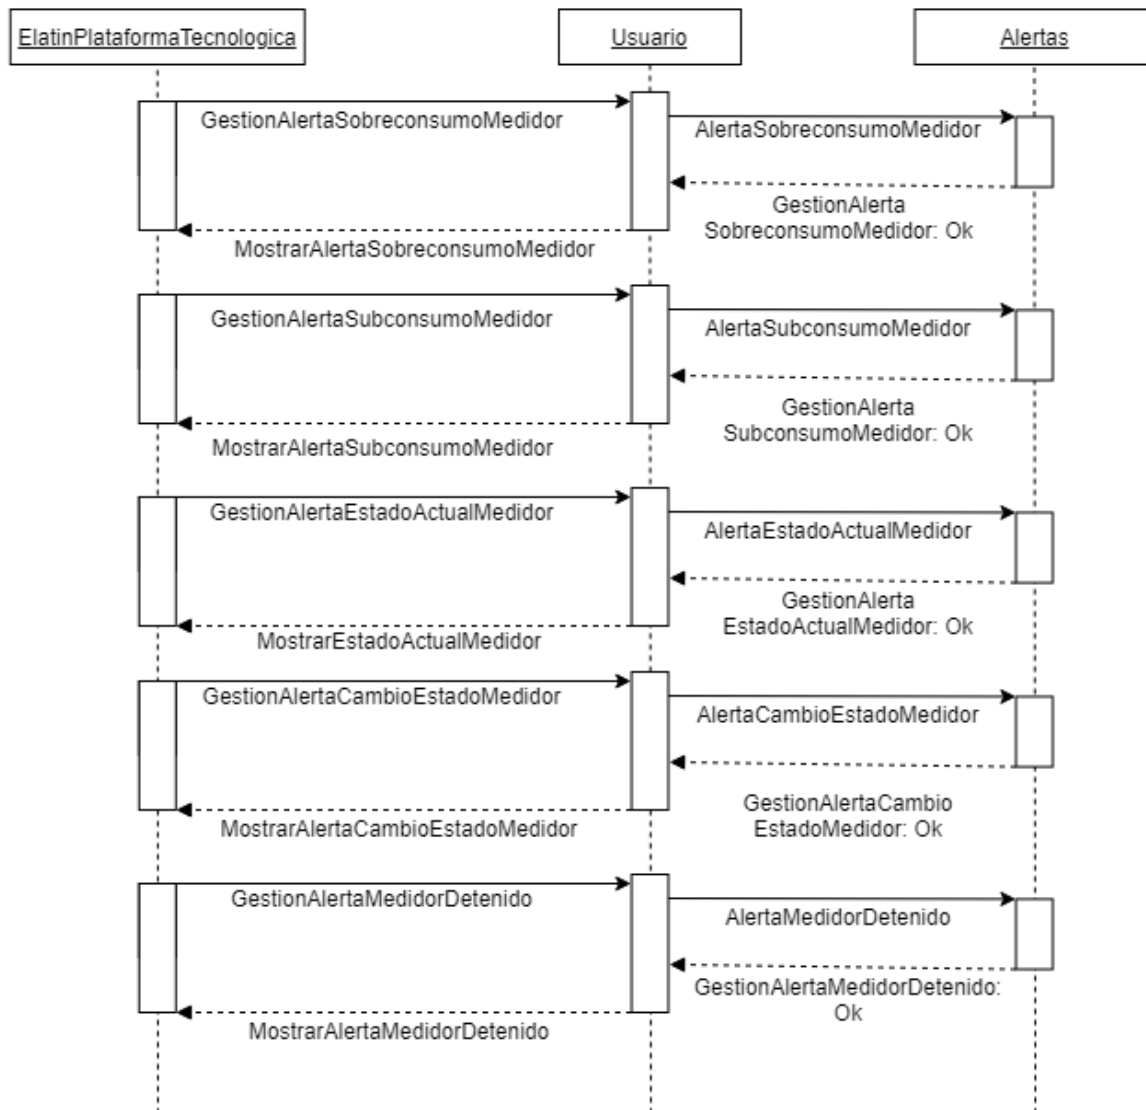 ElatinPlataformaTecnologica
Usuario
Alertas
GestionAlertaSobreconsumoMedidor
AlertaSobreconsumoMedidor
GestionAlerta
SobreconsumoMedidor: Ok
MostrarAlertaSobreconsumoMedidor
GestionAlertaSubconsumoMedidor
AlertaSubconsumoMedidor
GestionAlerta
SubconsumoMedidor: Ok
MostrarAlertaSubconsumoMedidor
GestionAlertaEstadoActualMedidor
AlertaEstadoActualMedidor
GestionAlerta
EstadoActualMedidor: Ok
MostrarEstadoActualMedidor
GestionAlertaCambioEstadoMedidor
AlertaCambioEstadoMedidor
GestionAlertaCambio
EstadoMedidor: Ok
MostrarAlertaCambioEstadoMedidor
GestionAlertaMedidorDetenido
AlertaMedidorDetenido
GestionAlertaMedidorDetenido:
Ok
MostrarAlertaMedidorDetenido